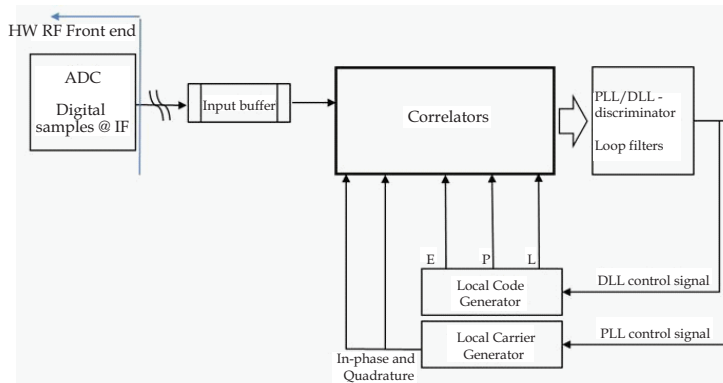 HW RF Front end
ADC
Digital
samples @ IF
Input buffer
Correlators
PLL/DLL -
discriminator
Loop filters
E
P
L
Local Code
Generator
DLL control signal
Local Carrier
Generator
PLL control signal
In-phase and
Quadrature